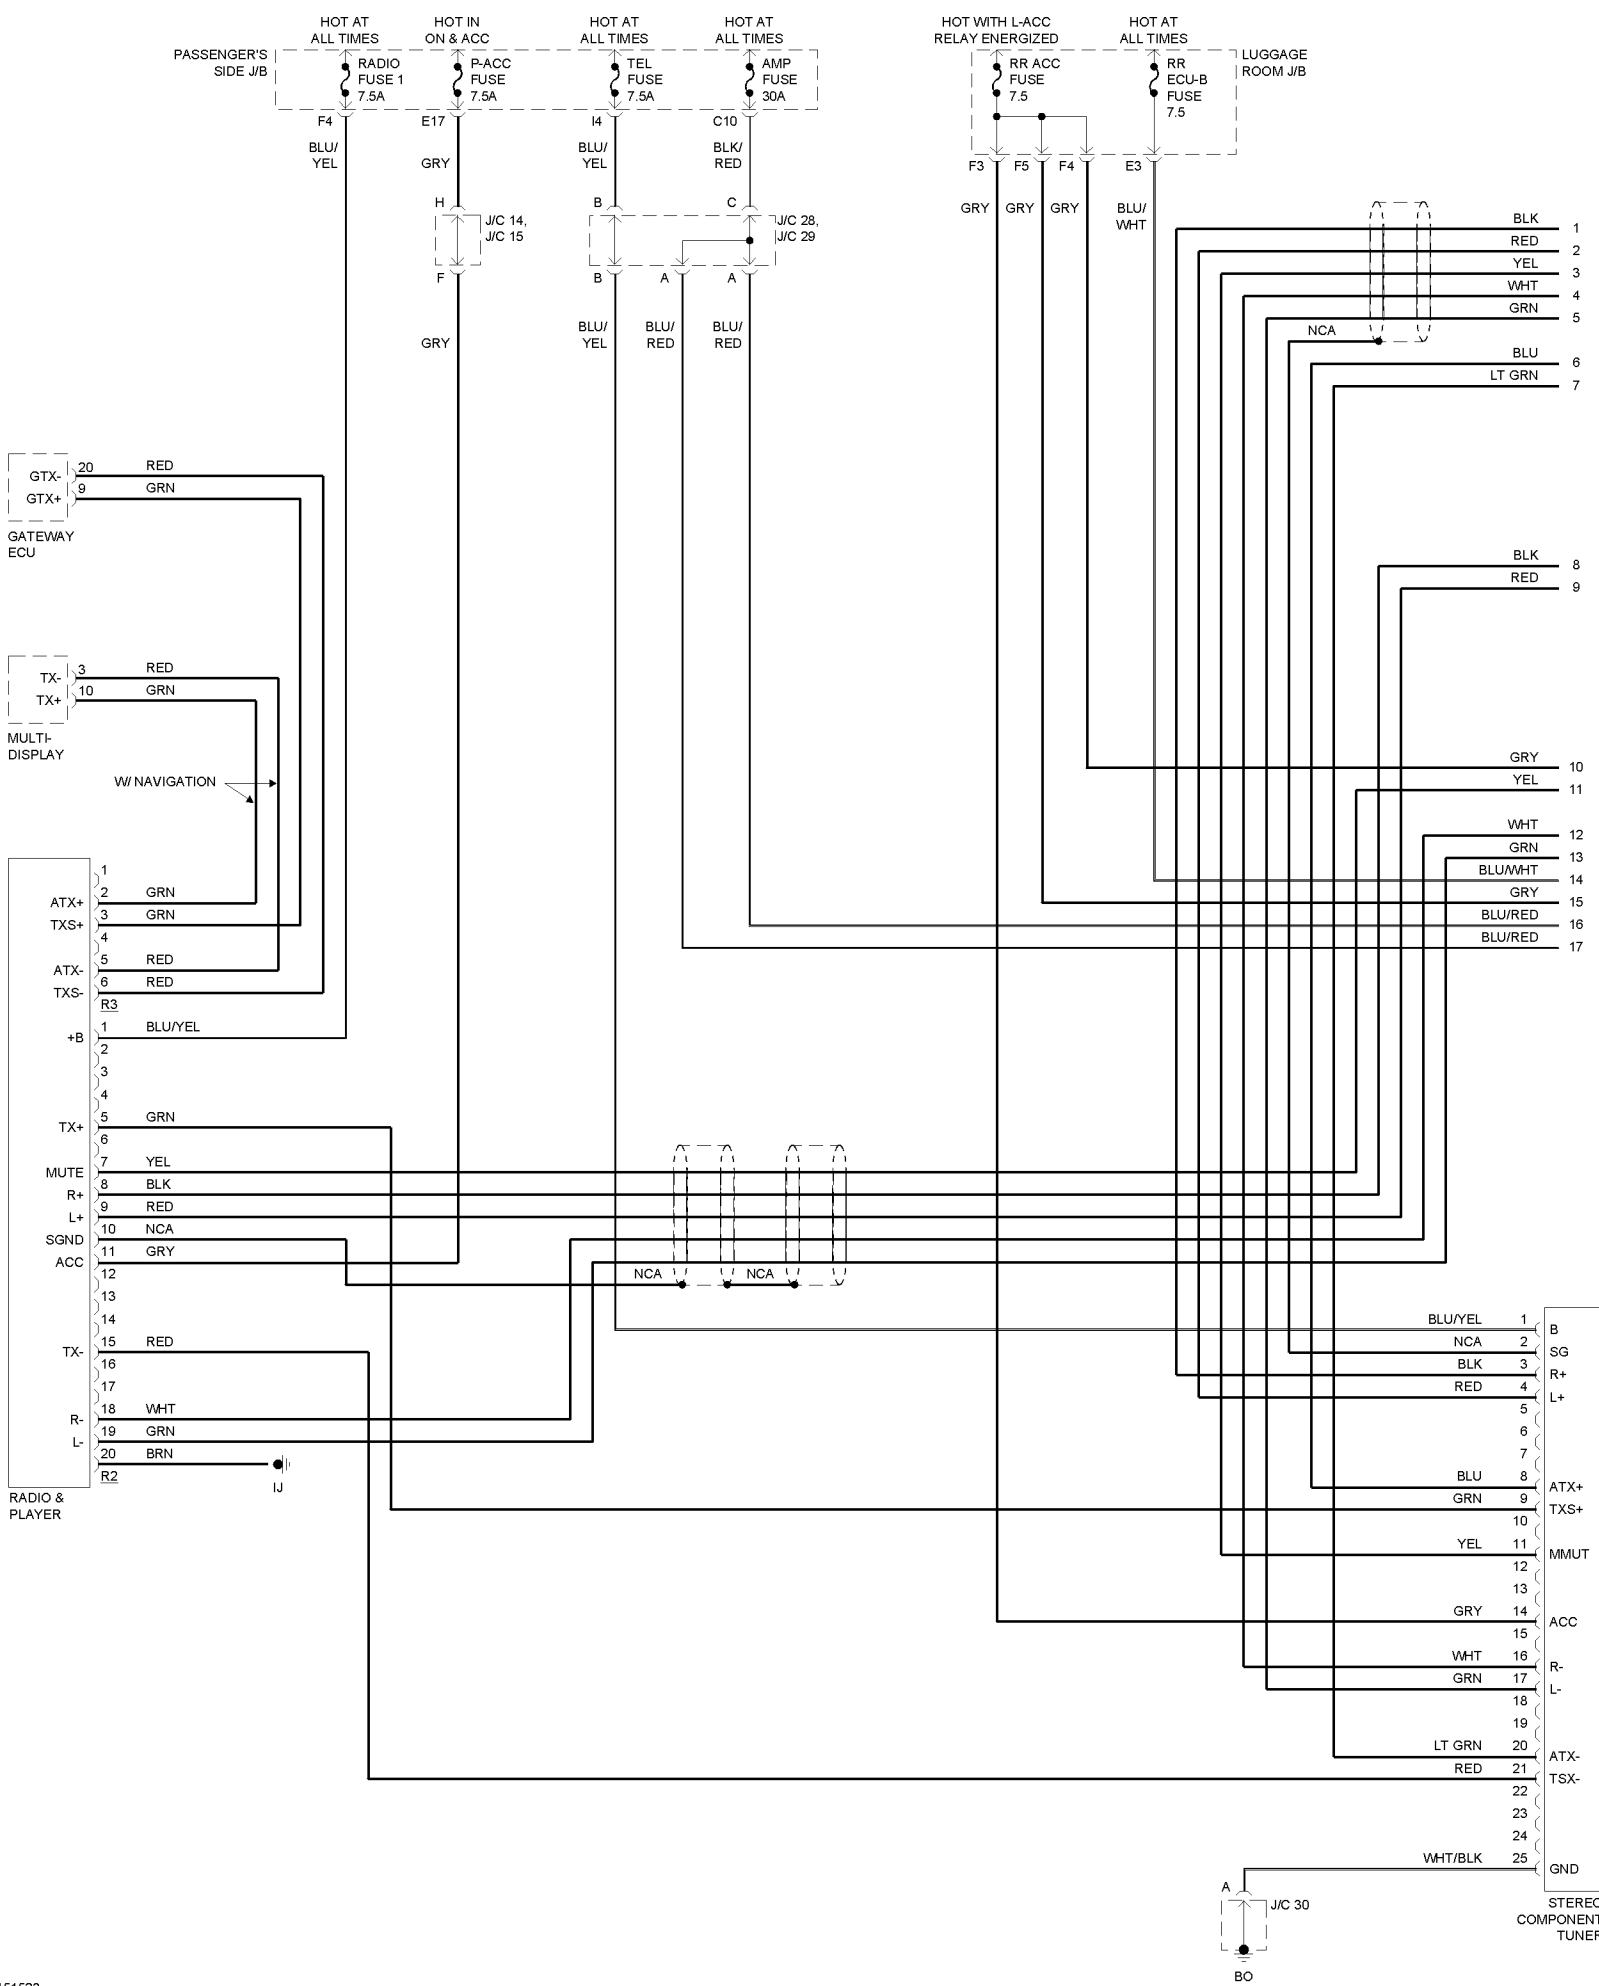 HOT AT
ALL TIMES
HOT IN
ON & ACC
HOT AT
ALL TIMES
HOT AT
ALL TIMES
HOT WITH L-ACC
RELAY ENERGIZED
HOT AT
ALL TIMES
PASSENGER'S
SIDE J/B
RADIO
FUSE 1
7.5A
P-ACC
FUSE
7.5A
TEL
FUSE
7.5A
AMP
FUSE
30A
RR ACC
FUSE
7.5
RR
ECU-B
FUSE
7.5
LUGGAGE
ROOM J/B
F4
E17
I4
C10
F3
F5
F4
E3
BLU/
YEL
GRY
BLU/
YEL
BLK/
RED
GRY
GRY
GRY
BLU/
WHT
H
J/C 14,
J/C 15
F
B
C
J/C 28,
J/C 29
B
A
A
GRY
BLU/
YEL
BLU/
RED
BLU/
RED
BLK 1
RED 2
YEL 3
WHT 4
GRN 5
NCA
BLU 6
LT GRN 7
GTX- 20 RED
GTX+ 9 GRN
GATEWAY
ECU
BLK 8
RED 9
TX- 3 RED
TX+ 10 GRN
MULTI-
DISPLAY
W/ NAVIGATION
GRY 10
YEL 11
WHT 12
GRN 13
BLU/WHT 14
GRY 15
BLU/RED 16
BLU/RED 17
1
ATX+ 2 GRN
TXS+ 3 GRN
4
ATX- 5 RED
TXS- 6 RED
R3
+B 1 BLU/YEL
2
3
4
TX+ 5 GRN
6
MUTE 7 YEL
R+ 8 BLK
L+ 9 RED
SGND 10 NCA
ACC 11 GRY
12
13
14
TX- 15 RED
16
17
R- 18 WHT
L- 19 GRN
20 BRN
R2
RADIO &
PLAYER
IJ
NCA
NCA
BLU/YEL 1 B
NCA 2 SG
BLK 3 R+
RED 4 L+
5
6
7
BLU 8 ATX+
GRN 9 TXS+
10
YEL 11 MMUT
12
13
GRY 14 ACC
15
WHT 16 R-
GRN 17 L-
18
19
LT GRN 20 ATX-
RED 21 TSX-
22
23
24
WHT/BLK 25 GND
STEREO
COMPONENT
TUNER
A
J/C 30
BO